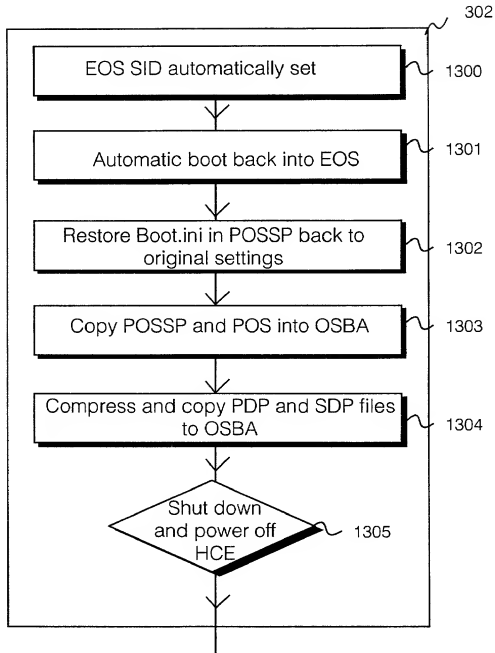 302
EOS SID automatically set
1300
Automatic boot back into EOS
1301
Restore Boot.ini in POSSP back to
original settings
1302
Copy POSSP and POS into OSBA
1303
Compress and copy PDP and SDP files
to OSBA
1304
Shut down
and power off
HCE
1305